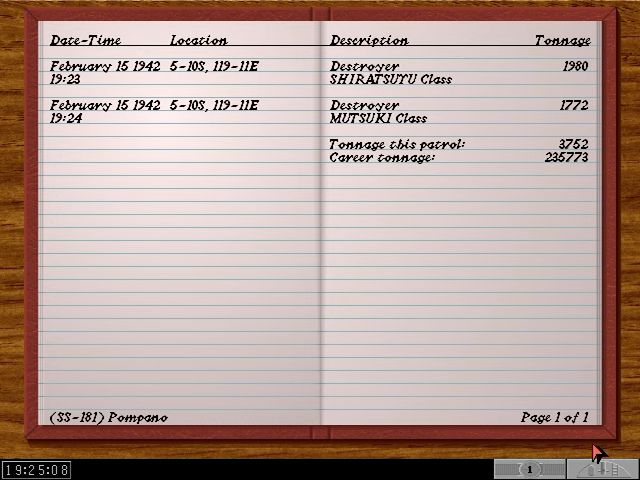 Date-Time Location Description Tonnage
February 15 1942 5-10S, 119-11E Destroyer 1980
19:23 SHIRATSUYU Class
February 15 1942 5-10S, 119-11E Destroyer 1772
19:24 MUTSUKI Class
Tonnage this patrol: 3752
Career tonnage: 235773
(SS-181) Pompano Page 1 of 1
19:25:08 1